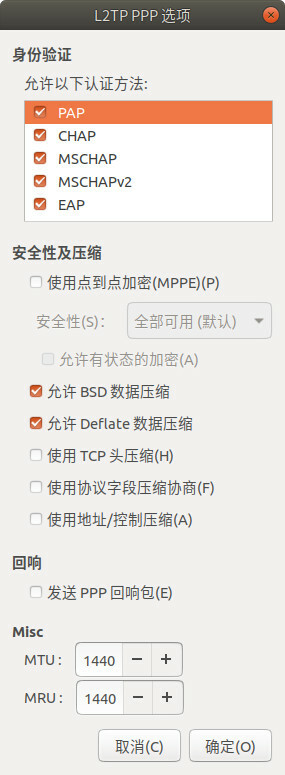 L2TP PPP 选项
身份验证
允许以下认证方法:
PAP
CHAP
MSCHAP
MSCHAPv2
EAP
安全性及压缩
使用点到点加密(MPPE)(P)
安全性(S)： 全部可用 (默认)
允许有状态的加密(A)
允许 BSD 数据压缩
允许 Deflate 数据压缩
使用 TCP 头压缩(H)
使用协议字段压缩协商(F)
使用地址/控制压缩(A)
回响
发送 PPP 回响包(E)
Misc
MTU： 1440 − +
MRU： 1440 − +
取消(C) 确定(O)